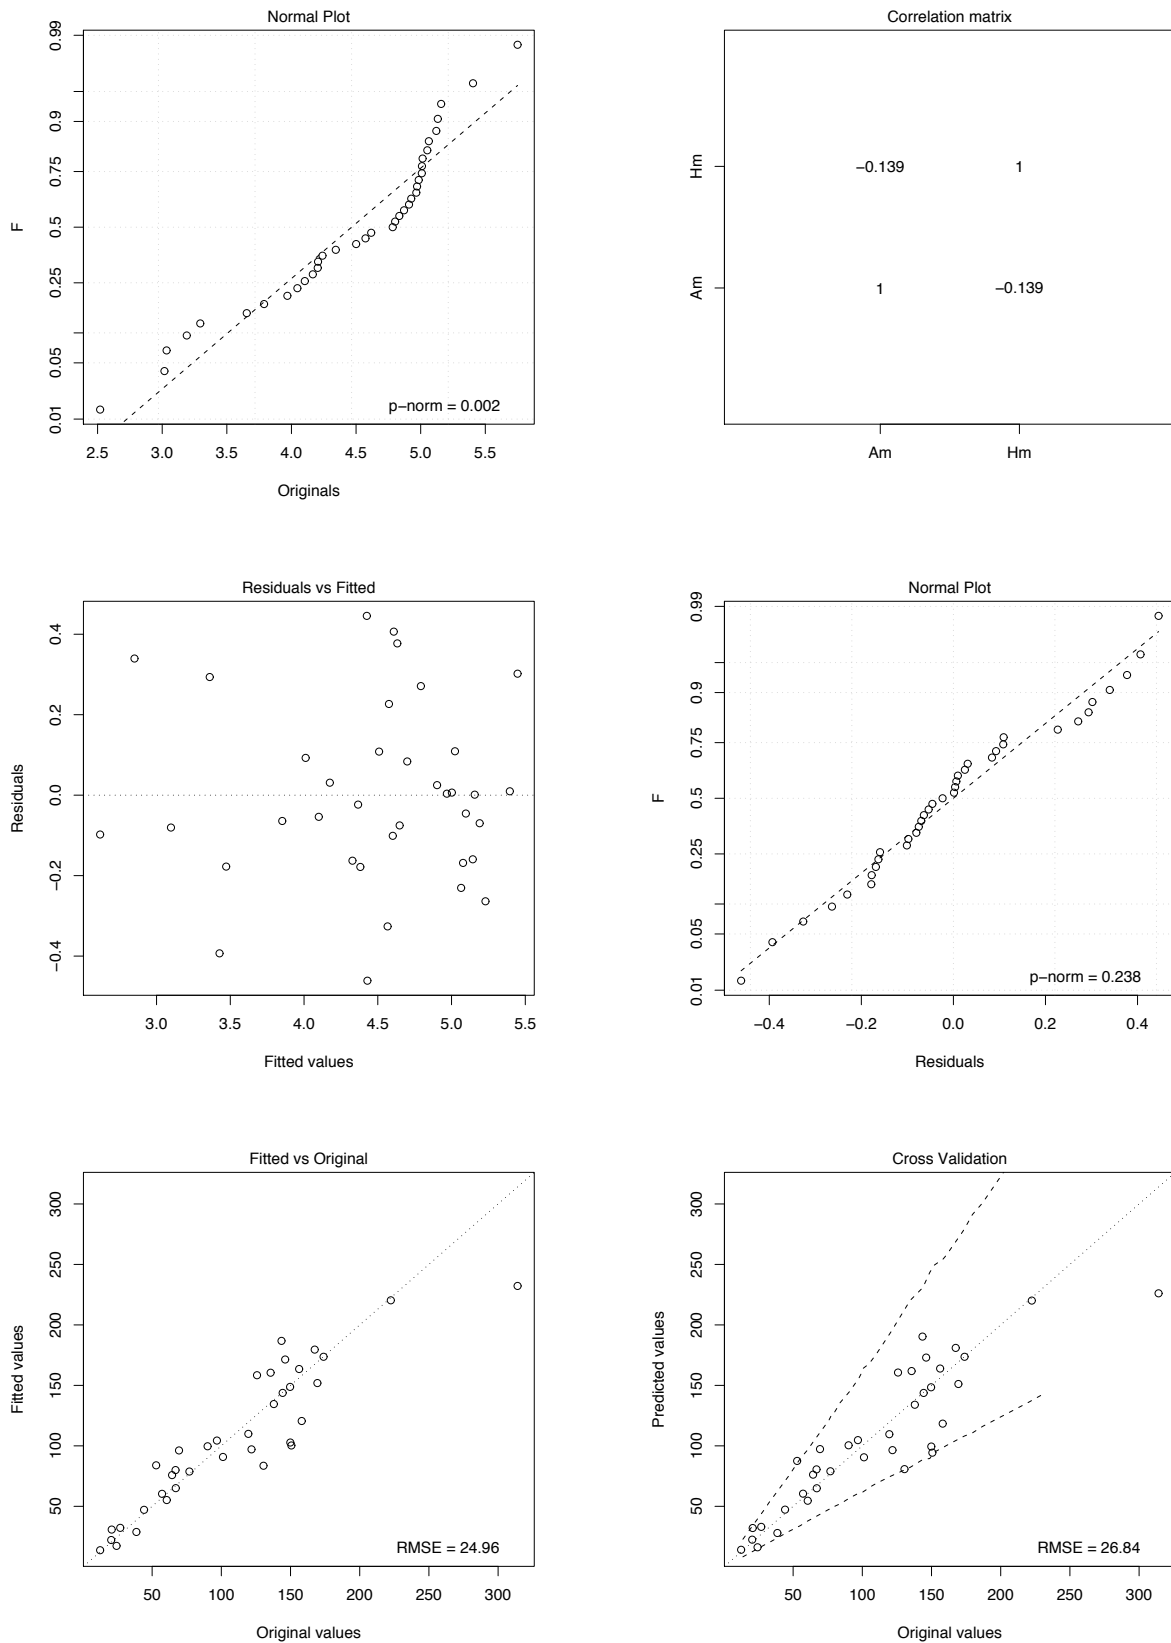 Normal Plot
F
0.99
0.9
0.75
0.5
0.25
0.05
0.01
p−norm = 0.002
2.5 3.0 3.5 4.0 4.5 5.0 5.5
Originals
Correlation matrix
Hm
Am
−0.139 1
1 −0.139
Am Hm
Residuals vs Fitted
Residuals
0.4
0.2
0.0
−0.2
−0.4
3.0 3.5 4.0 4.5 5.0 5.5
Fitted values
Normal Plot
F
0.99
0.9
0.75
0.5
0.25
0.05
0.01
p−norm = 0.238
−0.4 −0.2 0.0 0.2 0.4
Residuals
Fitted vs Original
Fitted values
300
250
200
150
100
50
RMSE = 24.96
50 100 150 200 250 300
Original values
Cross Validation
Predicted values
300
250
200
150
100
50
RMSE = 26.84
50 100 150 200 250 300
Original values